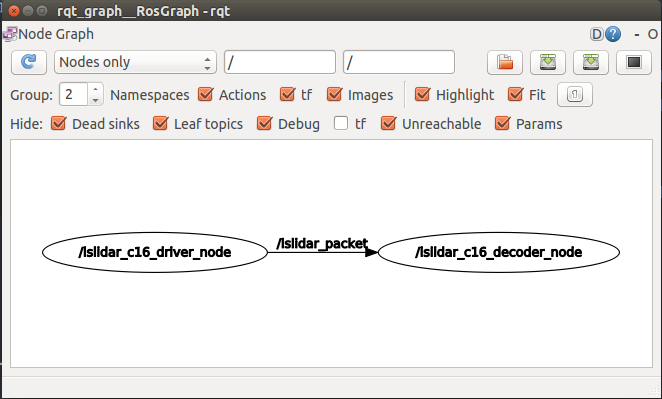 rqt_graph__RosGraph - rqt
Node Graph
D ? - O
Nodes only / /
Group: 2 Namespaces Actions tf Images Highlight Fit
Hide: Dead sinks Leaf topics Debug tf Unreachable Params
/lslidar_packet
/lslidar_c16_driver_node /lslidar_c16_decoder_node